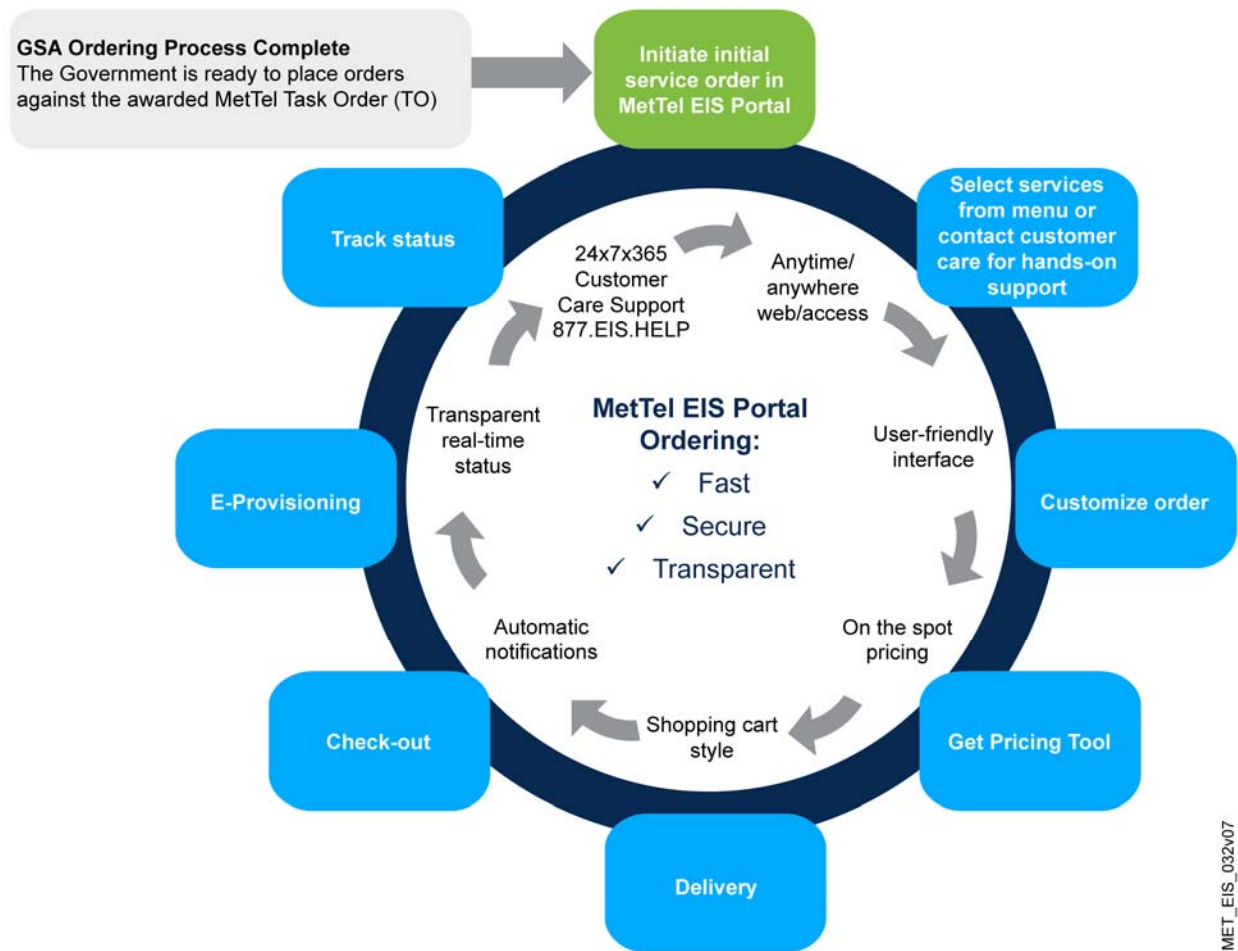 GSA Ordering Process Complete
The Government is ready to place orders
against the awarded MetTel Task Order (TO)
Initiate initial
service order in
MetTel EIS Portal
Select services
from menu or
contact customer
care for hands-on
support
Customize order
Get Pricing Tool
Delivery
Check-out
E-Provisioning
Track status
24x7x365
Customer
Care Support
877.EIS.HELP
Anytime/
anywhere
web/access
User-friendly
interface
On the spot
pricing
Shopping cart
style
Automatic
notifications
Transparent
real-time
status
MetTel EIS Portal
Ordering:
✓ Fast
✓ Secure
✓ Transparent
MET_EIS_032v07